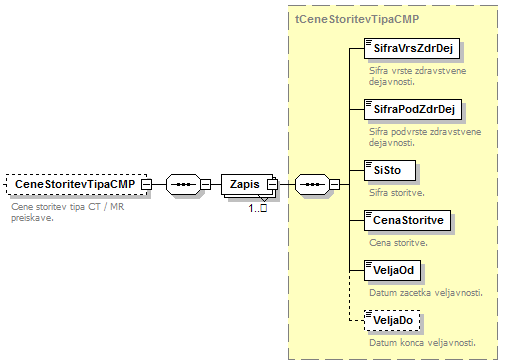 tCeneStoritevTipaCMP
SifraVrsZdrDej
Sifra vrste zdravstvene
dejavnosti.
SifraPodZdrDej
Sifra podvrste zdravstvene
dejavnosti.
CeneStoritevTipaCMP
Cene storitev tipa CT / MR
preiskave.
Zapis
1..
SiSto
Sifra storitve.
CenaStoritve
Cena storitve.
VeljaOd
Datum zacetka veljavnosti.
VeljaDo
Datum konca veljavnosti.